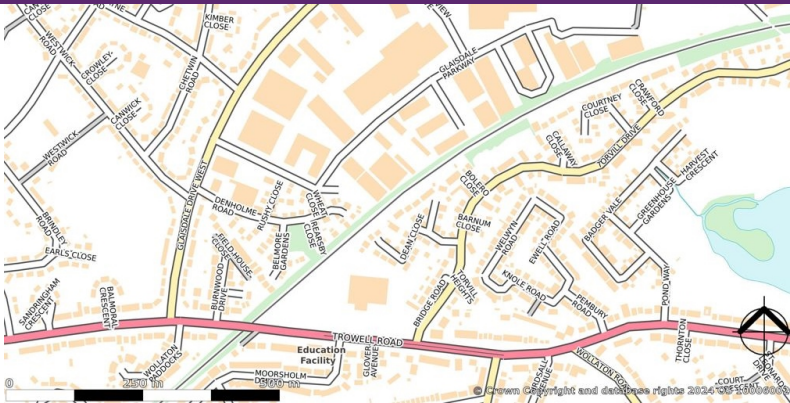 KIMBER
CLOSE
WESTWICK
ROAD
CROWLEY
CLOSE
CHETWIN
ROAD
CANWICK
CLOSE
WESTWICK
ROAD
GLAISDALE
PARKWAY
COURTNEY
CLOSE
CRAWFORD
CLOSE
CALLAWAY
CLOSE
TORVILL DRIVE
HARVEST
CRESCENT
GREENHOUSE
GARDENS
BADGER VALE
BOLERO
CLOSE
BARNUM
CLOSE
DEAN CLOSE
WELWYN
ROAD
EWELL ROAD
KNOLE ROAD
PEMBURY
ROAD
POND WAY
GLAISDALE DRIVE WEST
DENHOLME
ROAD
RUSHY CLOSE
WHEAT
CLOSE
REARSBY
CLOSE
BELMORE
GARDENS
FIELD HOUSE
CLOSE
BURNWOOD
DRIVE
BRINDLEY
ROAD
EARLS CLOSE
SANDRINGHAM
CRESCENT
BALMORAL
CRESCENT
TORVILL
HEIGHTS
BRIDGE ROAD
TROWELL ROAD
Education
Facility
GLOVER
AVENUE
MOORSHOLM
WOLLATON
PADDOCKS
WOLLATON ROAD
THORNTON
CLOSE
COURT
CRESCENT
0
250 m
500 m
© Crown Copyright and database rights 2024 OS